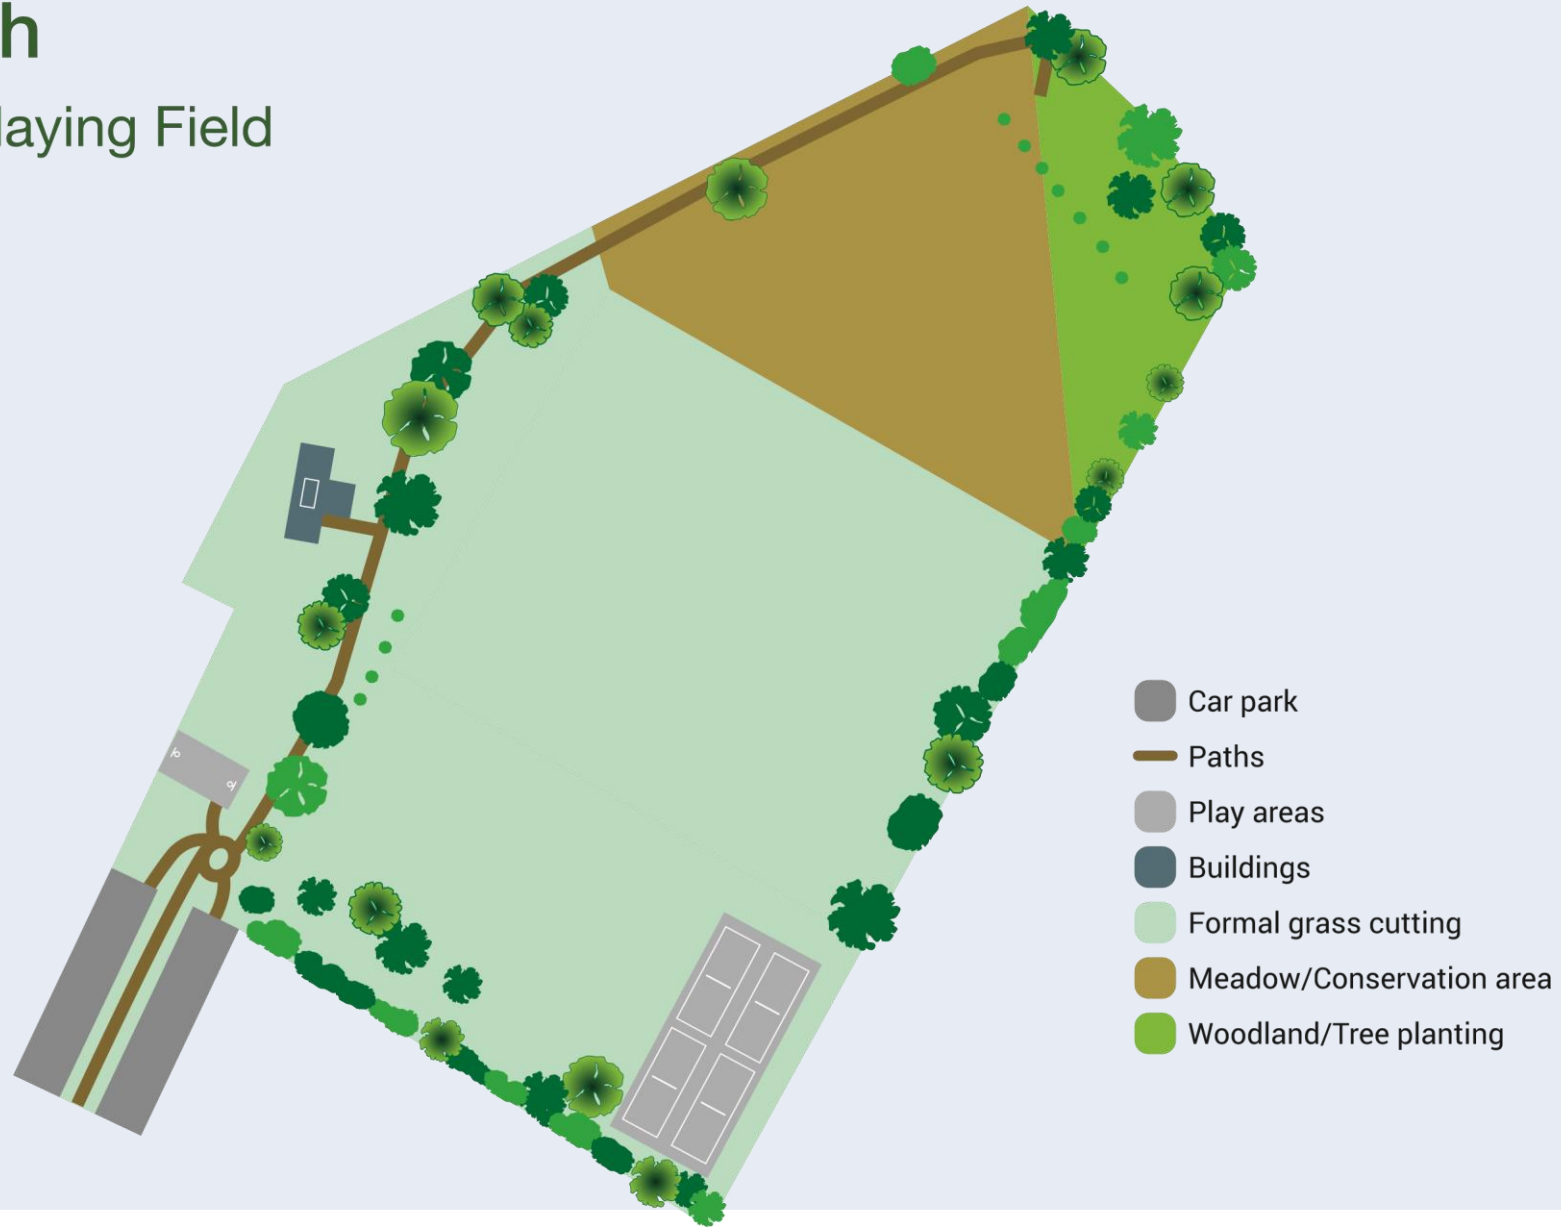 h
laying Field
Car park
Paths
Play areas
Buildings
Formal grass cutting
Meadow/Conservation area
Woodland/Tree planting